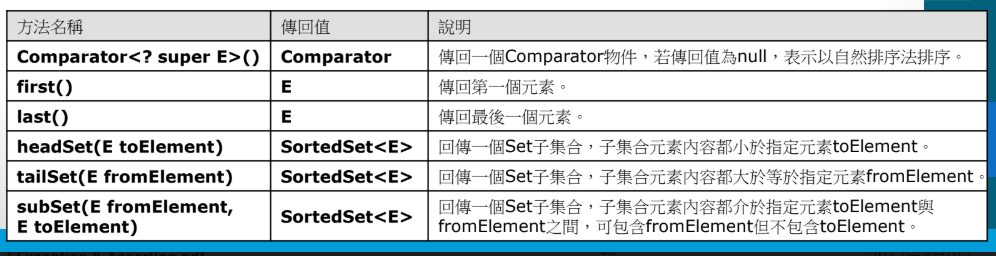 方法名稱 傳回值 說明
Comparator<? super E>() Comparator 傳回一個Comparator物件，若傳回值為null，表示以自然排序法排序。
first() E 傳回第一個元素。
last() E 傳回最後一個元素。
headSet(E toElement) SortedSet<E> 回傳一個Set子集合，子集合元素內容都小於指定元素toElement。
tailSet(E fromElement) SortedSet<E> 回傳一個Set子集合，子集合元素內容都大於等於指定元素fromElement。
subSet(E fromElement,
E toElement) SortedSet<E> 回傳一個Set子集合，子集合元素內容都介於指定元素toElement與
fromElement之間，可包含fromElement但不包含toElement。